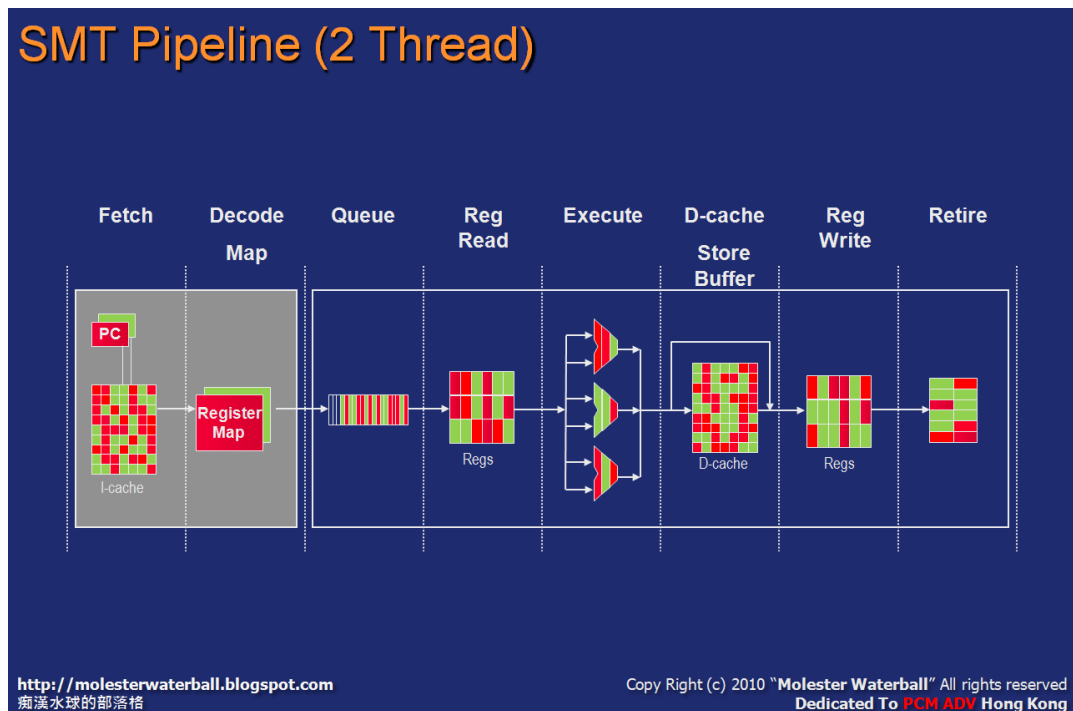 SMT Pipeline (2 Thread)
Fetch
Decode
Map
Queue
Reg
Read
Execute
D-cache
Store
Buffer
Reg
Write
Retire
PC
I-cache
Register
Map
Regs
D-cache
Regs
http://molesterwaterball.blogspot.com
痴漢水球的部落格
Copy Right (c) 2010 “Molester Waterball” All rights reserved
Dedicated To PCM ADV Hong Kong